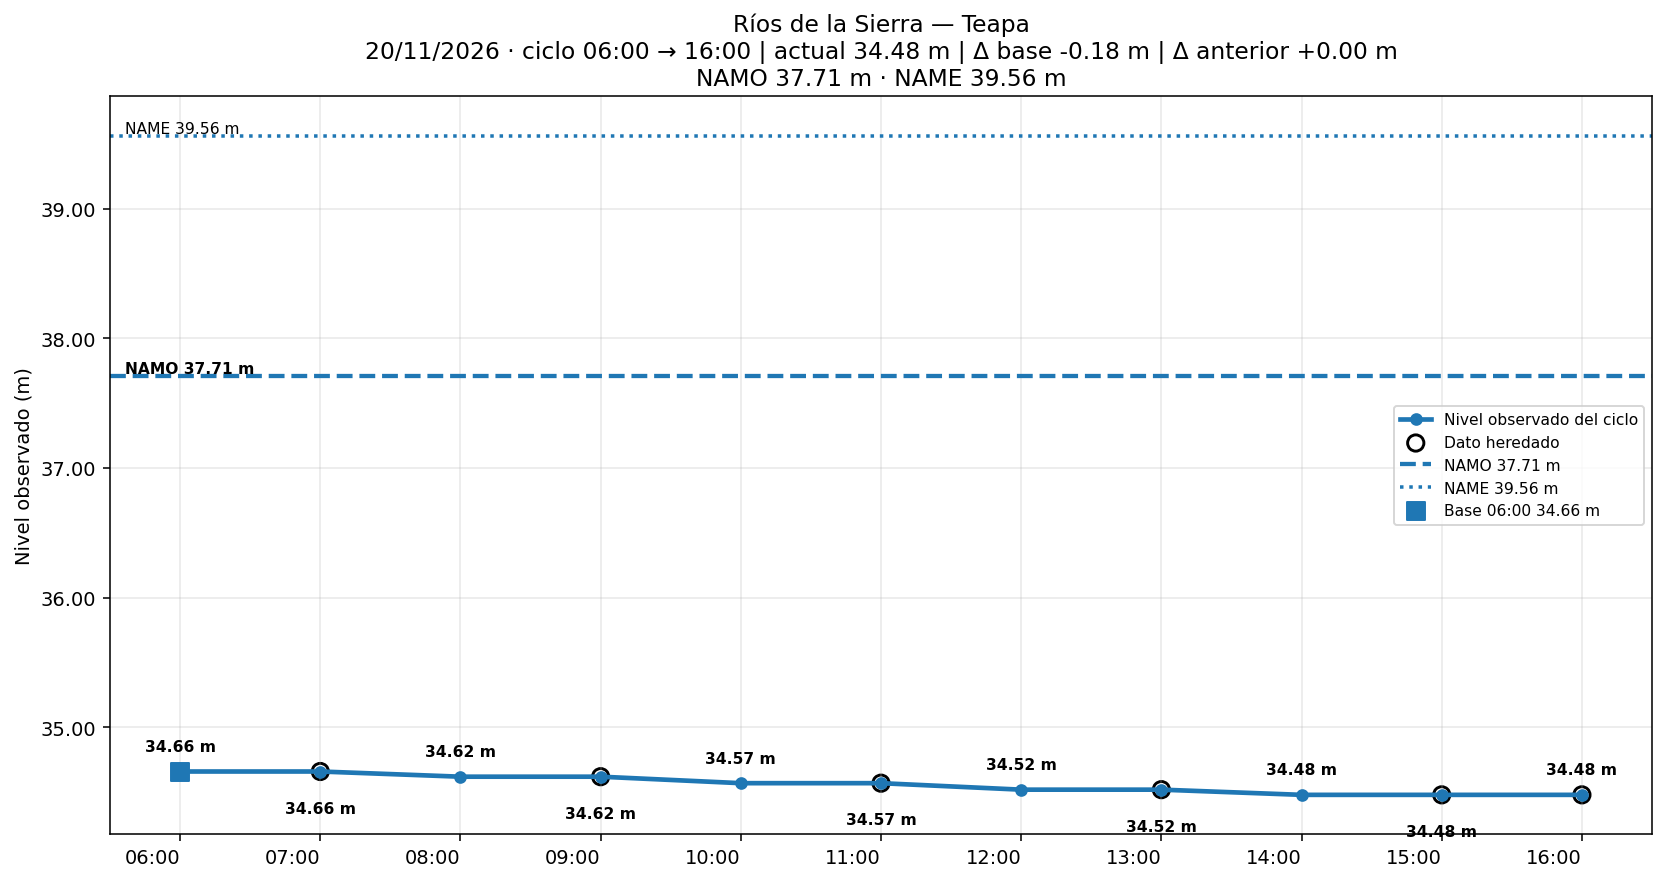 Ríos de la Sierra — Teapa
20/11/2026 · ciclo 06:00 → 16:00 | actual 34.48 m | Δ base -0.18 m | Δ anterior +0.00 m
NAMO 37.71 m · NAME 39.56 m
NAME 39.56 m
39.00
38.00
NAMO 37.71 m
Nivel observado (m)
Nivel observado del ciclo
Dato heredado
NAMO 37.71 m
NAME 39.56 m
Base 06:00 34.66 m
37.00
36.00
35.00
34.66 m
34.62 m
34.57 m
34.52 m
34.48 m
34.48 m
34.66 m
34.62 m
34.57 m
34.52 m
34.48 m
06:00
07:00
08:00
09:00
10:00
11:00
12:00
13:00
14:00
15:00
16:00